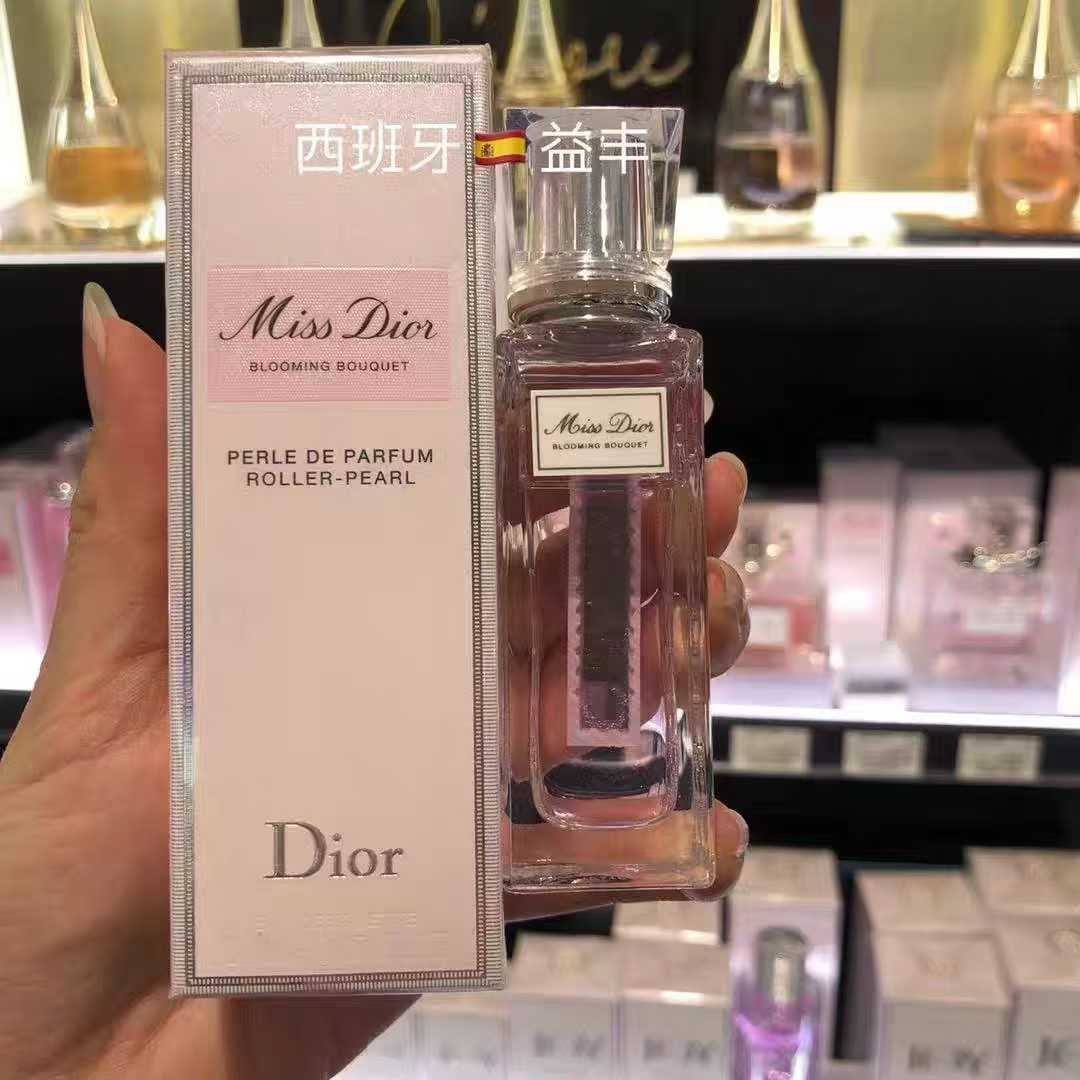 西班牙🇪🇸益丰
Miss Dior
BLOOMING BOUQUET
PERLE DE PARFUM
ROLLER-PEARL
Dior
Miss Dior
BLOOMING BOUQUET